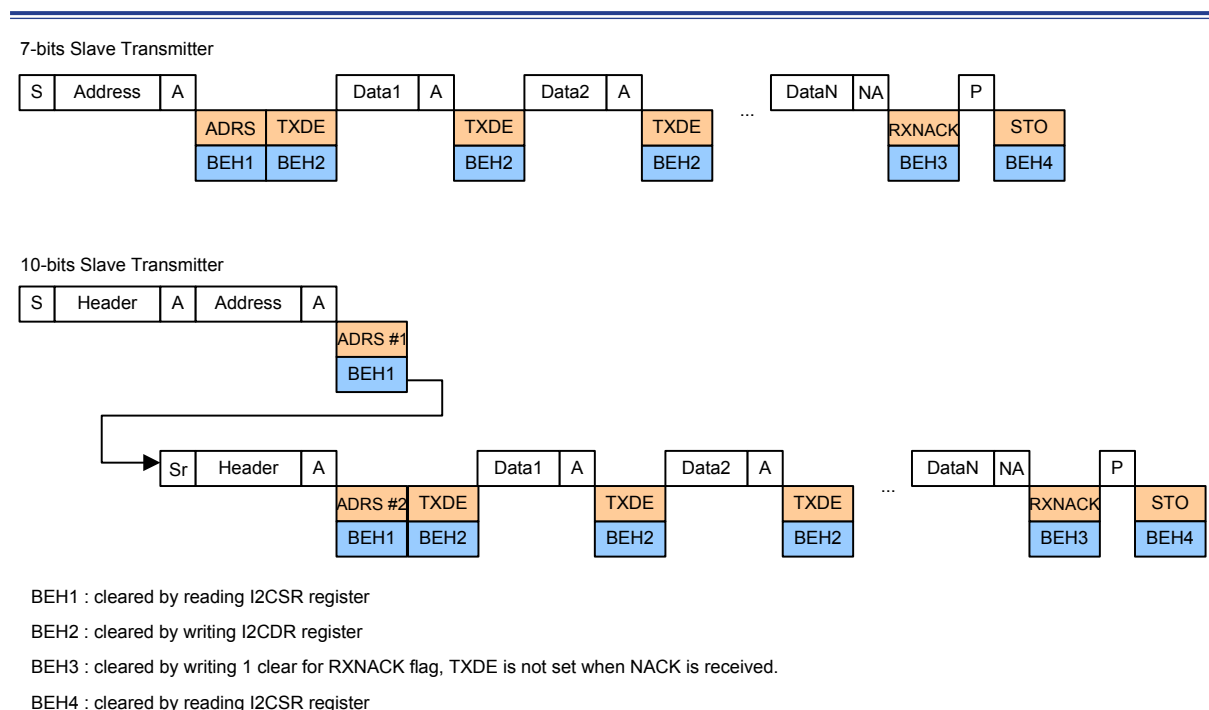 7-bits Slave Transmitter
S Address A Data1 A Data2 A ... DataN NA P
ADRS TXDE TXDE TXDE RXNACK STO
BEH1 BEH2 BEH2 BEH2 BEH3 BEH4
10-bits Slave Transmitter
S Header A Address A
ADRS #1
BEH1
Sr Header A Data1 A Data2 A ... DataN NA P
ADRS #2 TXDE TXDE TXDE RXNACK STO
BEH1 BEH2 BEH2 BEH2 BEH3 BEH4
BEH1 : cleared by reading I2CSR register
BEH2 : cleared by writing I2CDR register
BEH3 : cleared by writing 1 clear for RXNACK flag, TXDE is not set when NACK is received.
BEH4 : cleared by reading I2CSR register